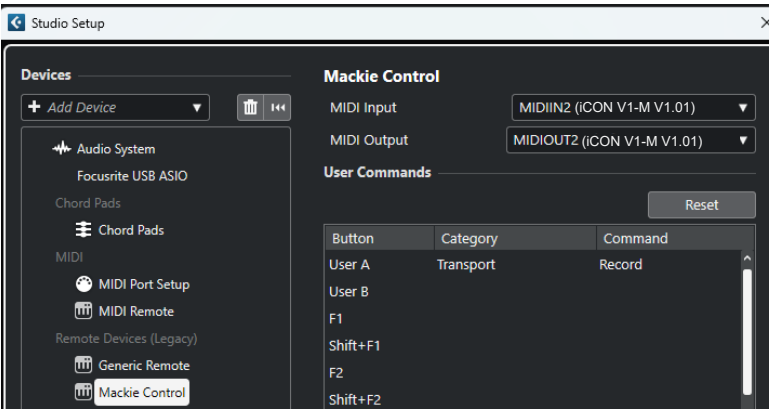 Studio Setup
Devices
Add Device
Audio System
Focusrite USB ASIO
Chord Pads
Chord Pads
MIDI
MIDI Port Setup
MIDI Remote
Remote Devices (Legacy)
Generic Remote
Mackie Control
Mackie Control
MIDI Input MIDIIN2 (iCON V1-M V1.01)
MIDI Output MIDIOUT2 (iCON V1-M V1.01)
User Commands
Reset
Button Category Command
User A Transport Record
User B
F1
Shift+F1
F2
Shift+F2